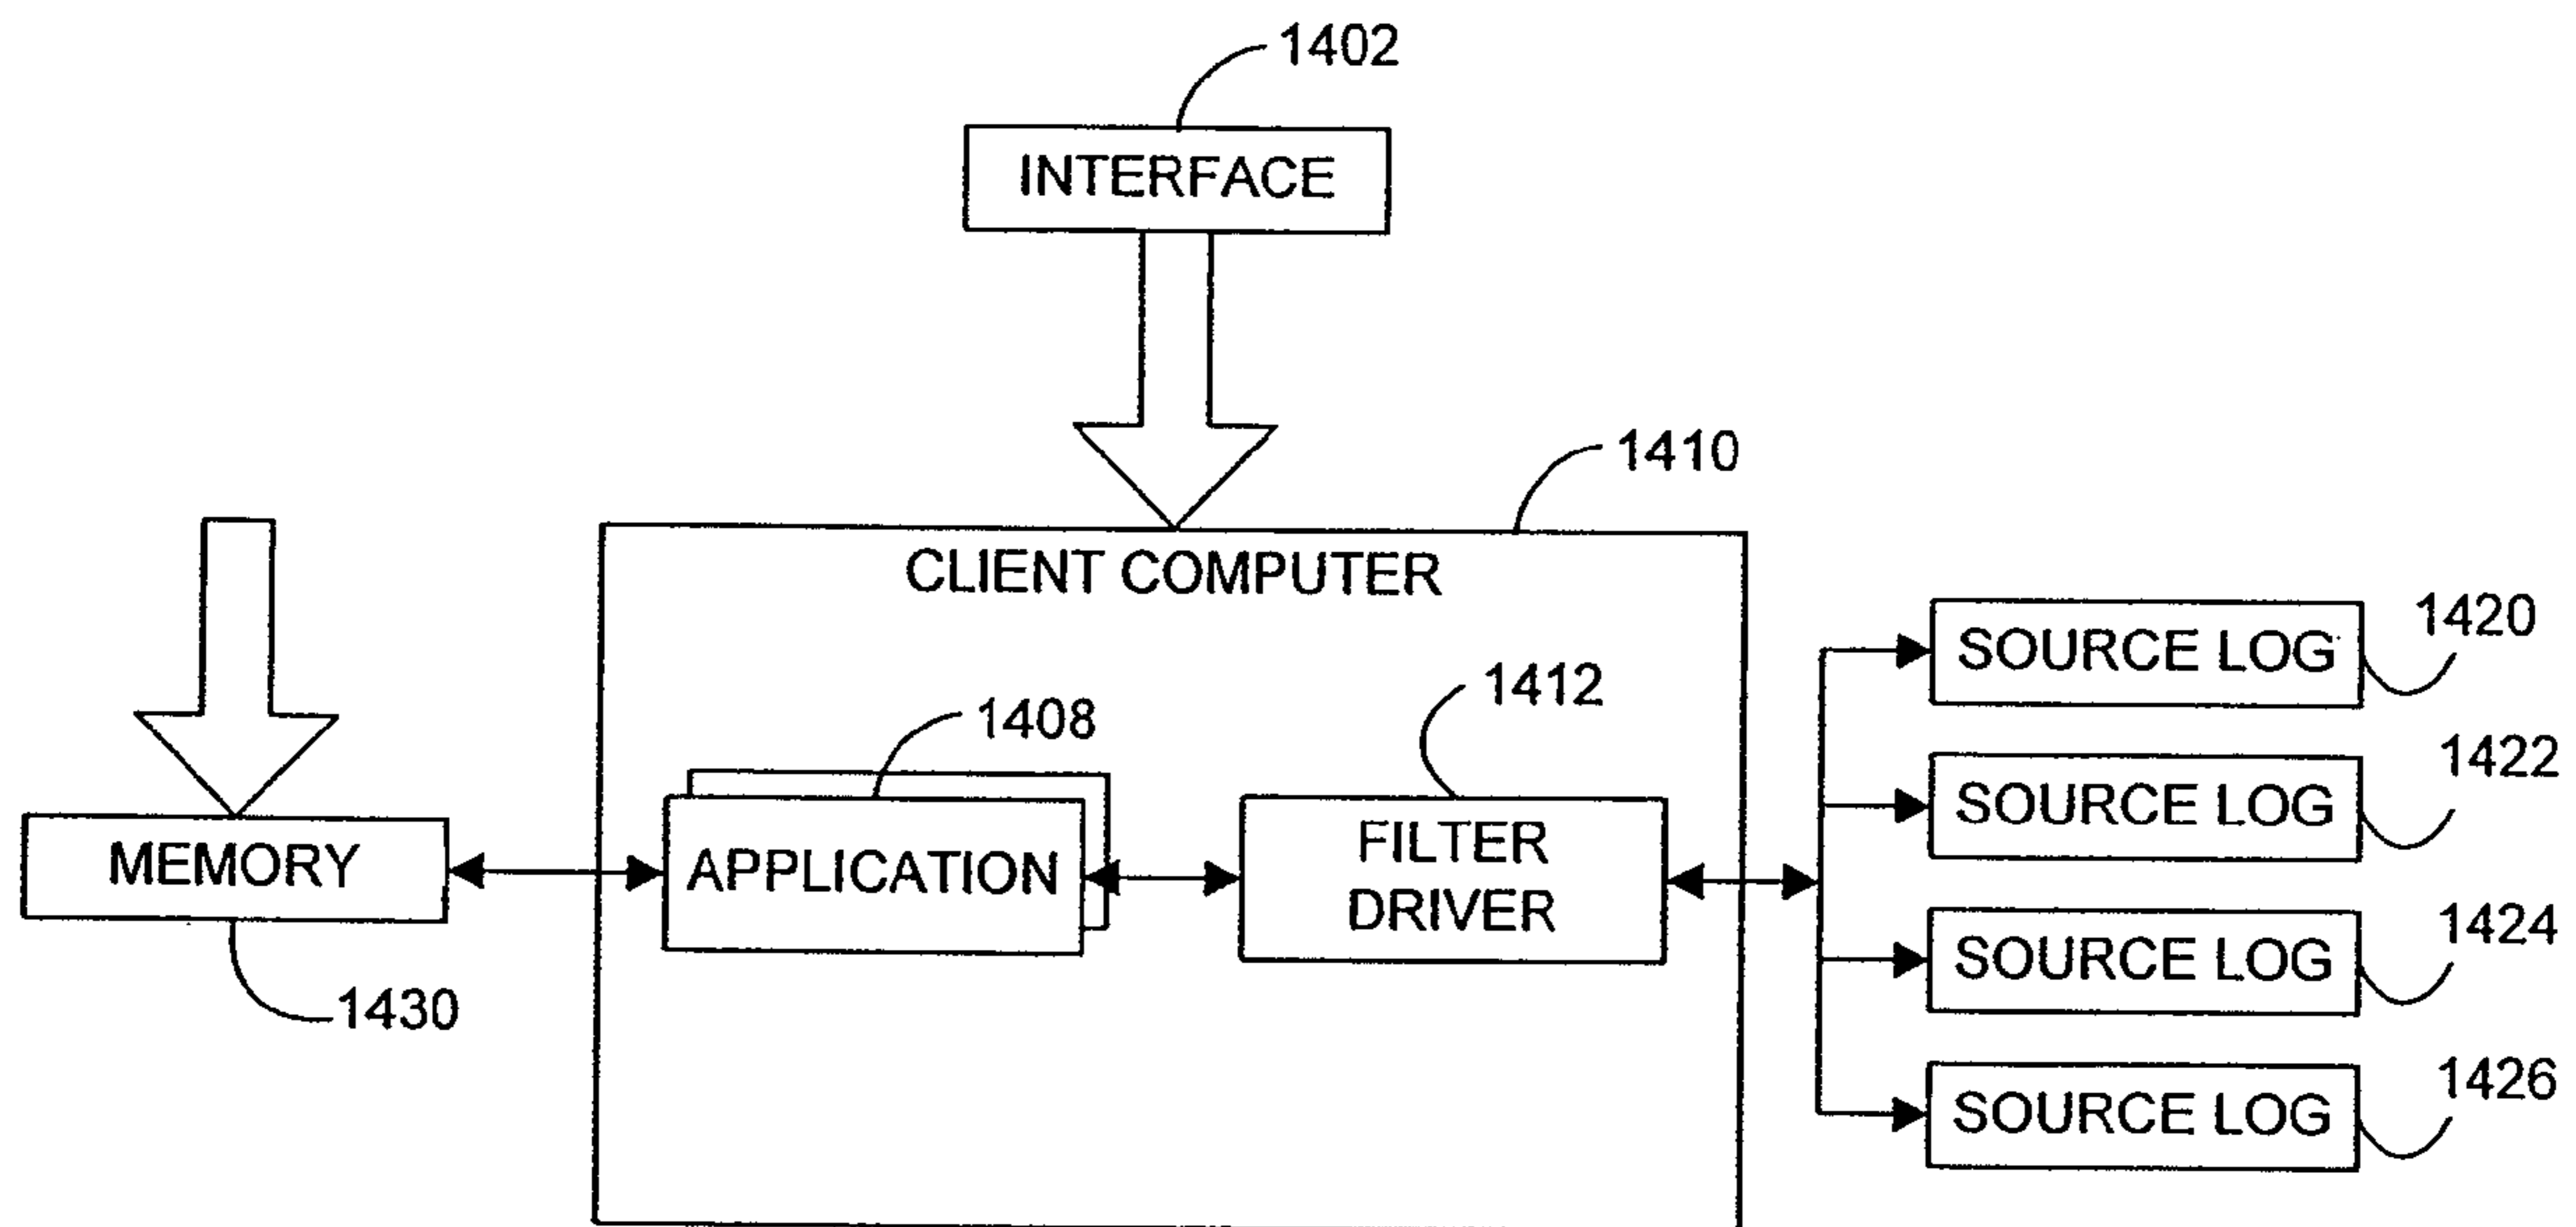 1402
INTERFACE
1410
CLIENT COMPUTER
1420
SOURCE LOG
1408
1412
1422
MEMORY
APPLICATION
FILTER
DRIVER
SOURCE LOG
1424
SOURCE LOG
1430
1426
SOURCE LOG